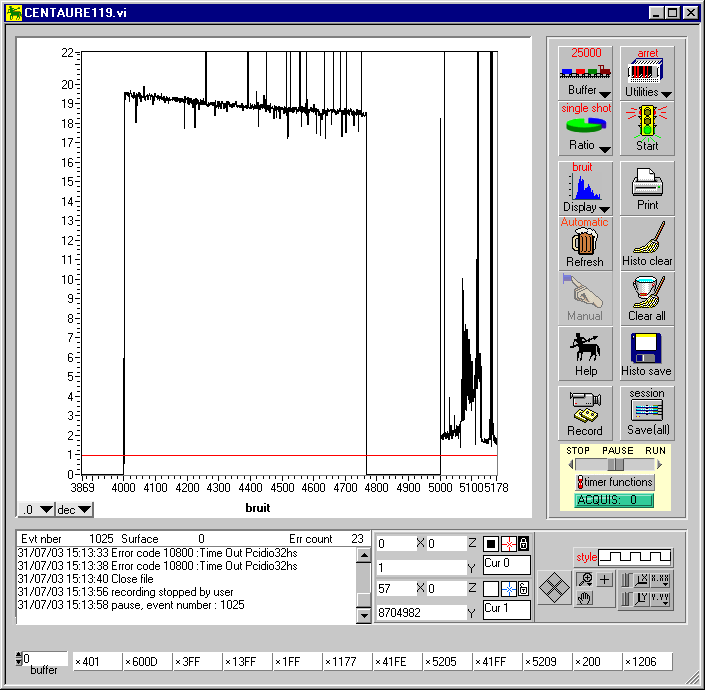 CENTAURE119.vi
22
21
20
19
18
17
16
15
14
13
12
11
10
9
8
7
6
5
4
3
2
1
0
3869 4000 4100 4200 4300 4400 4500 4600 4700 4800 4900 5000 5100 5178
.0 dec bruit
25000
Buffer
arret
Utilities
single shot
Ratio
Start
bruit
Display
Print
Automatic
Refresh
Histo clear
Manual
Clear all
Help
Histo save
Record
session
Save(all)
STOP PAUSE RUN
timer functions
ACQUIS: 0
Evt nber 1025 Surface 0 Err count 23
31/07/03 15:13:33 Error code 10800 :Time Out Pcidio32hs
31/07/03 15:13:38 Error code 10800 :Time Out Pcidio32hs
31/07/03 15:13:40 Close file
31/07/03 15:13:56 recording stopped by user
31/07/03 15:13:58 pause, event number : 1025
0 X 0 Z
1 Y Cur 0
57 X 0 Z
8704982 Y Cur 1
style
X X.XX
Y Y.YY
0
buffer
×401 ×600D ×3FF ×13FF ×1FF ×1177 ×41FE ×5205 ×41FF ×5209 ×200 ×1206